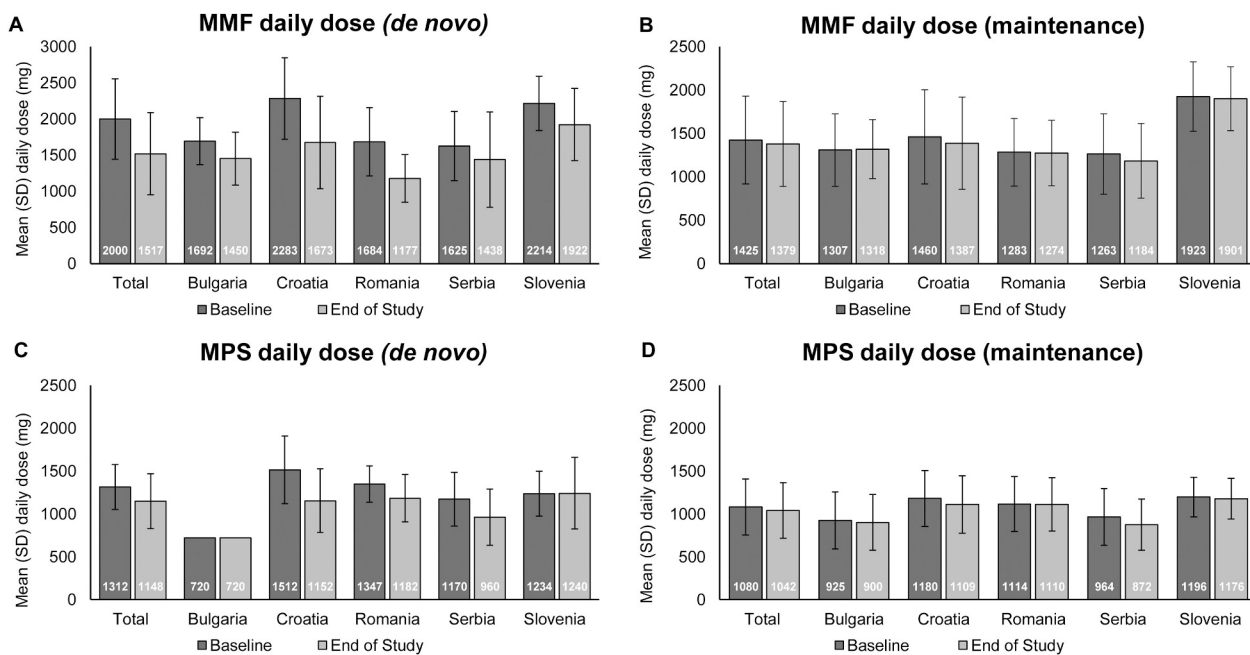 A
MMF daily dose (de novo)
Mean (SD) daily dose (mg)
3000
2500
2000
1500
1000
500
0
2000 1517 1692 1450 2283 1673 1684 1177 1625 1438 2214 1922
Total Bulgaria Croatia Romania Serbia Slovenia
Baseline End of Study
B
MMF daily dose (maintenance)
Mean (SD) daily dose (mg)
2500
2000
1500
1000
500
0
1425 1379 1307 1318 1460 1387 1283 1274 1263 1184 1923 1901
Total Bulgaria Croatia Romania Serbia Slovenia
Baseline End of Study
C
MPS daily dose (de novo)
Mean (SD) daily dose (mg)
2500
2000
1500
1000
500
0
1312 1148 720 720 1512 1152 1347 1182 1170 960 1234 1240
Total Bulgaria Croatia Romania Serbia Slovenia
Baseline End of Study
D
MPS daily dose (maintenance)
Mean (SD) daily dose (mg)
2500
2000
1500
1000
500
0
1080 1042 925 900 1180 1109 1114 1110 964 872 1196 1176
Total Bulgaria Croatia Romania Serbia Slovenia
Baseline End of Study